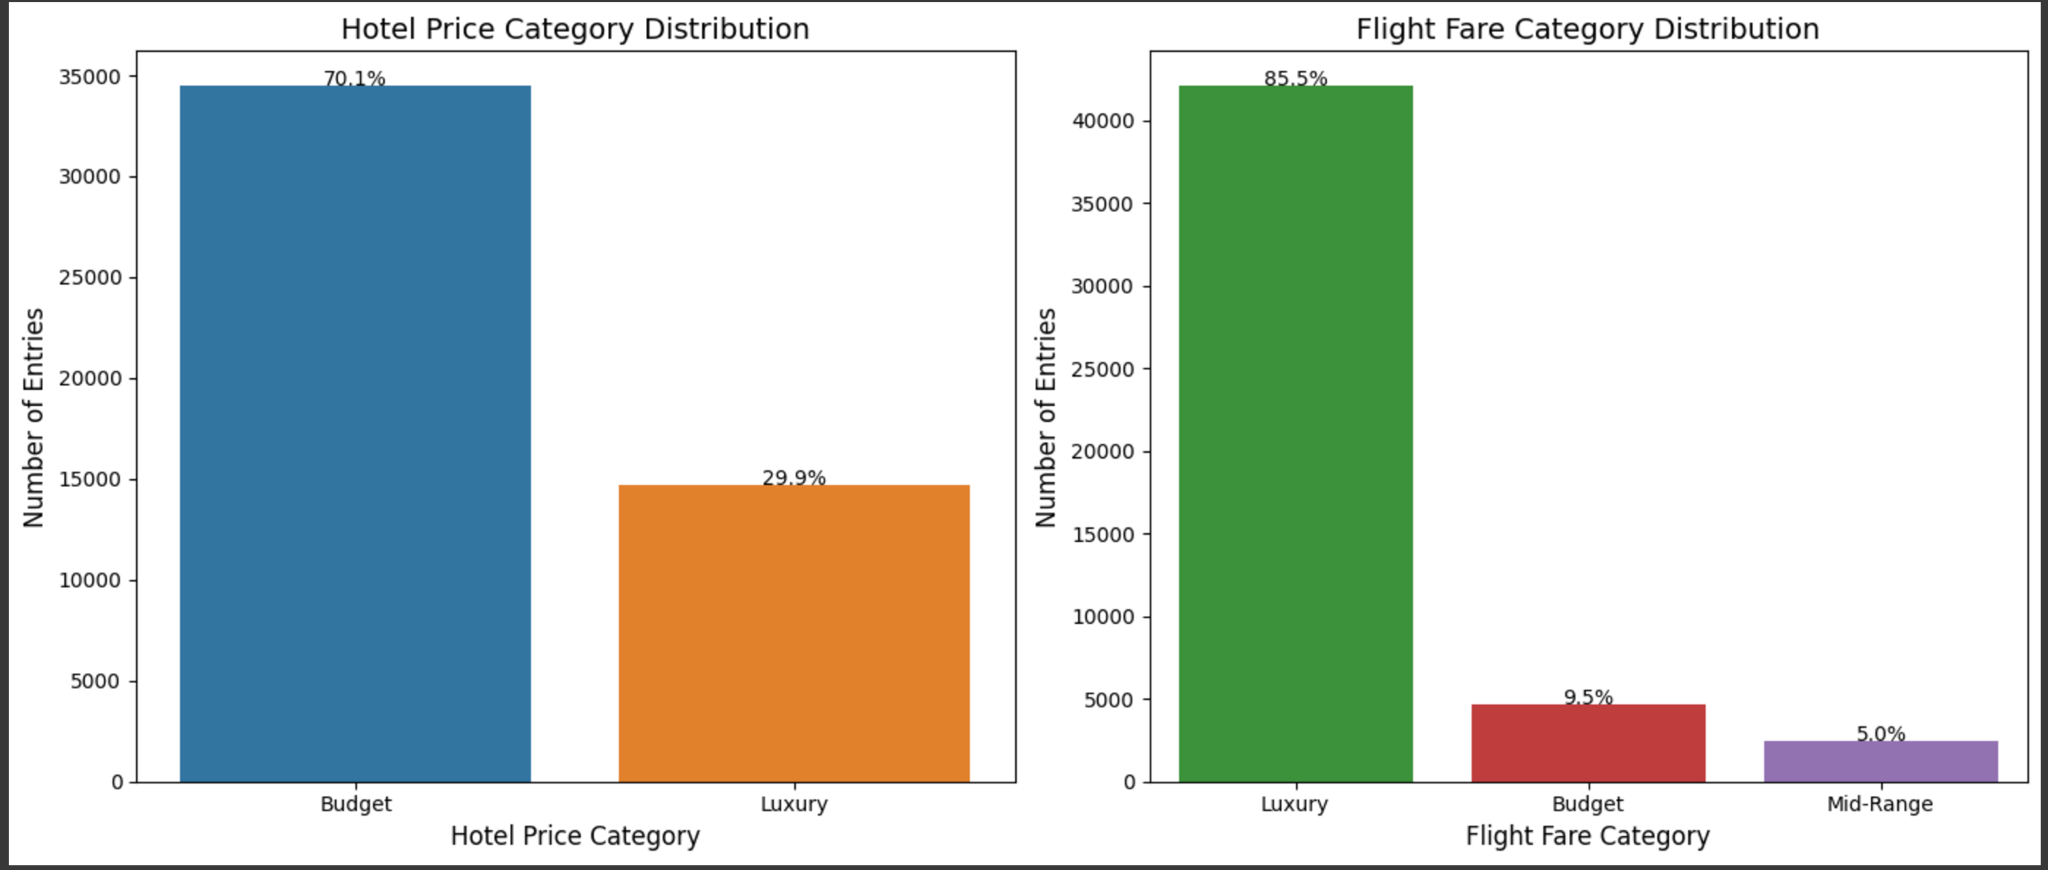 Hotel Price Category Distribution
35000
30000
25000
20000
15000
10000
5000
0
Number of Entries
70.1%
29.9%
Budget
Luxury
Hotel Price Category
Flight Fare Category Distribution
40000
35000
30000
25000
20000
15000
10000
5000
0
Number of Entries
85.5%
9.5%
5.0%
Luxury
Budget
Mid-Range
Flight Fare Category